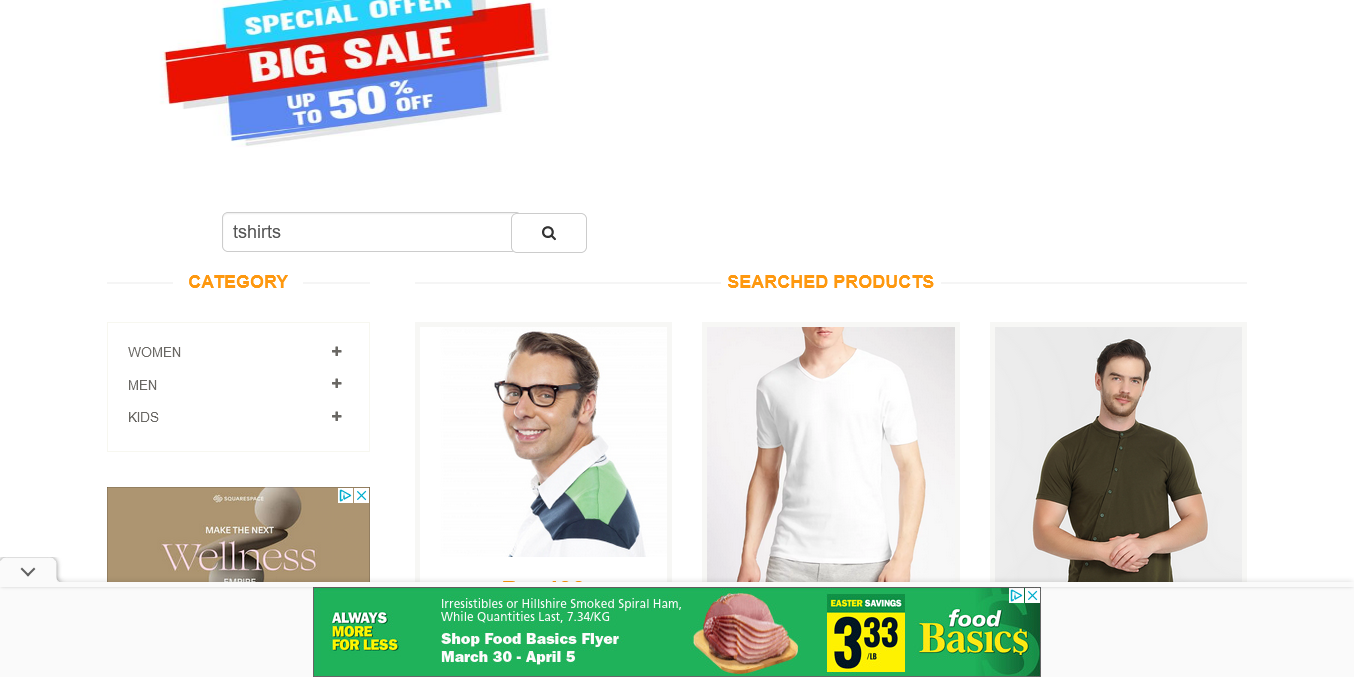 SPECIAL OFFER
BIG SALE
UP TO 50% OFF
tshirts
CATEGORY
WOMEN
MEN
KIDS
SQUARESPACE
MAKE THE NEXT
Wellness
EMPIRE
SEARCHED PRODUCTS
ALWAYS
MORE
FOR LESS
Irresistibles or Hillshire Smoked Spiral Ham,
While Quantities Last, 7.34/KG
Shop Food Basics Flyer
March 30 - April 5
EASTER SAVINGS
3.33
/LB
food
Basics